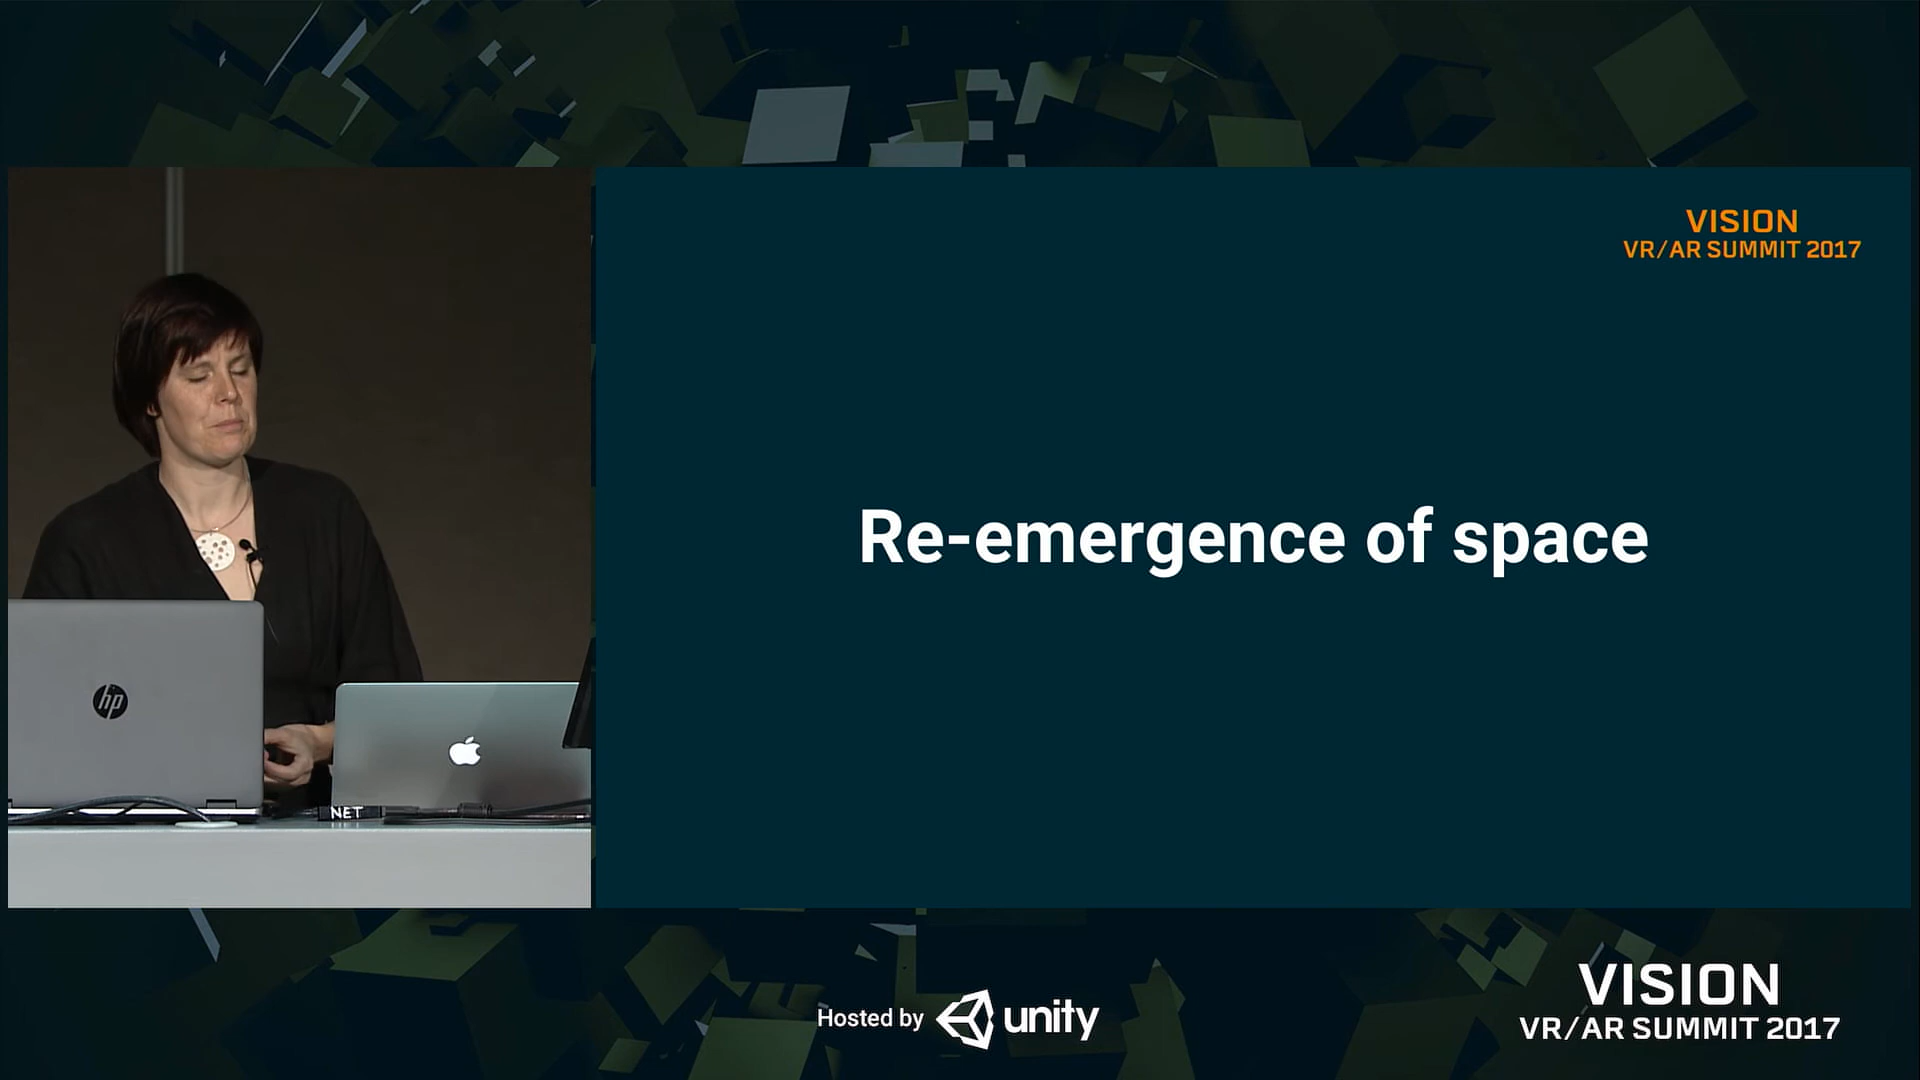 VISION
VR/AR SUMMIT 2017
Re-emergence of space
hp
NET
Hosted by unity
VISION
VR/AR SUMMIT 2017